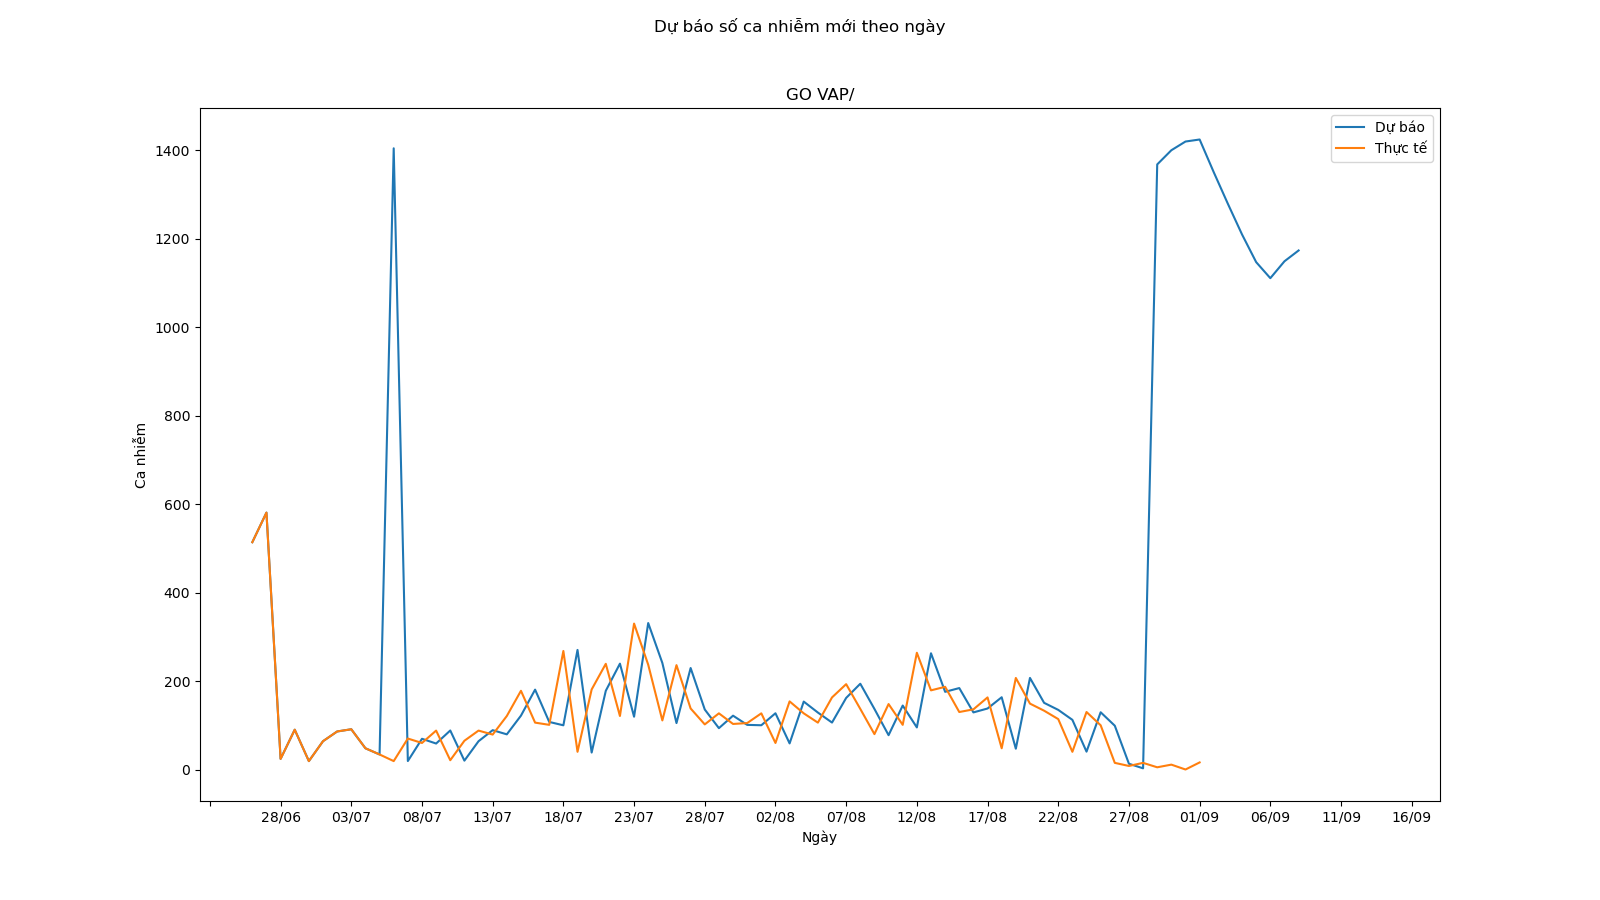 Dự báo số ca nhiễm mới theo ngày
GO VAP/
Dự báo
Thực tế
1400
1200
1000
800
600
400
200
0
Ca nhiễm
28/06 03/07 08/07 13/07 18/07 23/07 28/07 02/08 07/08 12/08 17/08 22/08 27/08 01/09 06/09 11/09 16/09
Ngày